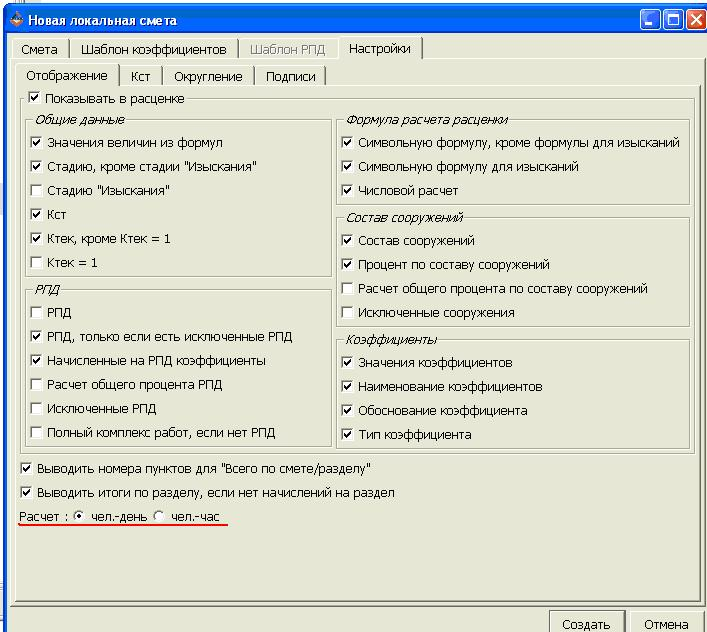 Новая локальная смета
Смета Шаблон коэффициентов Шаблон РПД Настройки
Отображение Кст Округление Подписи
Показывать в расценке
Общие данные
Значения величин из формул
Стадию, кроме стадии "Изыскания"
Стадию "Изыскания"
Кст
Ктек, кроме Ктек = 1
Ктек = 1
РПД
РПД
РПД, только если есть исключенные РПД
Начисленные на РПД коэффициенты
Расчет общего процента РПД
Исключенные РПД
Полный комплекс работ, если нет РПД
Формула расчета расценки
Символьную формулу, кроме формулы для изысканий
Символьную формулу для изысканий
Числовой расчет
Состав сооружений
Состав сооружений
Процент по составу сооружений
Расчет общего процента по составу сооружений
Исключенные сооружения
Коэффициенты
Значения коэффициентов
Наименование коэффициентов
Обоснование коэффициента
Тип коэффициента
Выводить номера пунктов для "Всего по смете/разделу"
Выводить итоги по разделу, если нет начислений на раздел
Расчет : чел.-день чел.-час
Создать Отмена